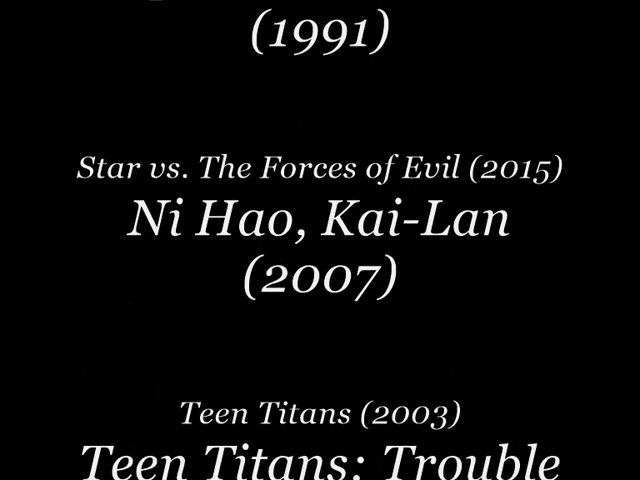 (1991)
Star vs. The Forces of Evil (2015)
Ni Hao, Kai-Lan
(2007)
Teen Titans (2003)
Teen Titans: Trouble